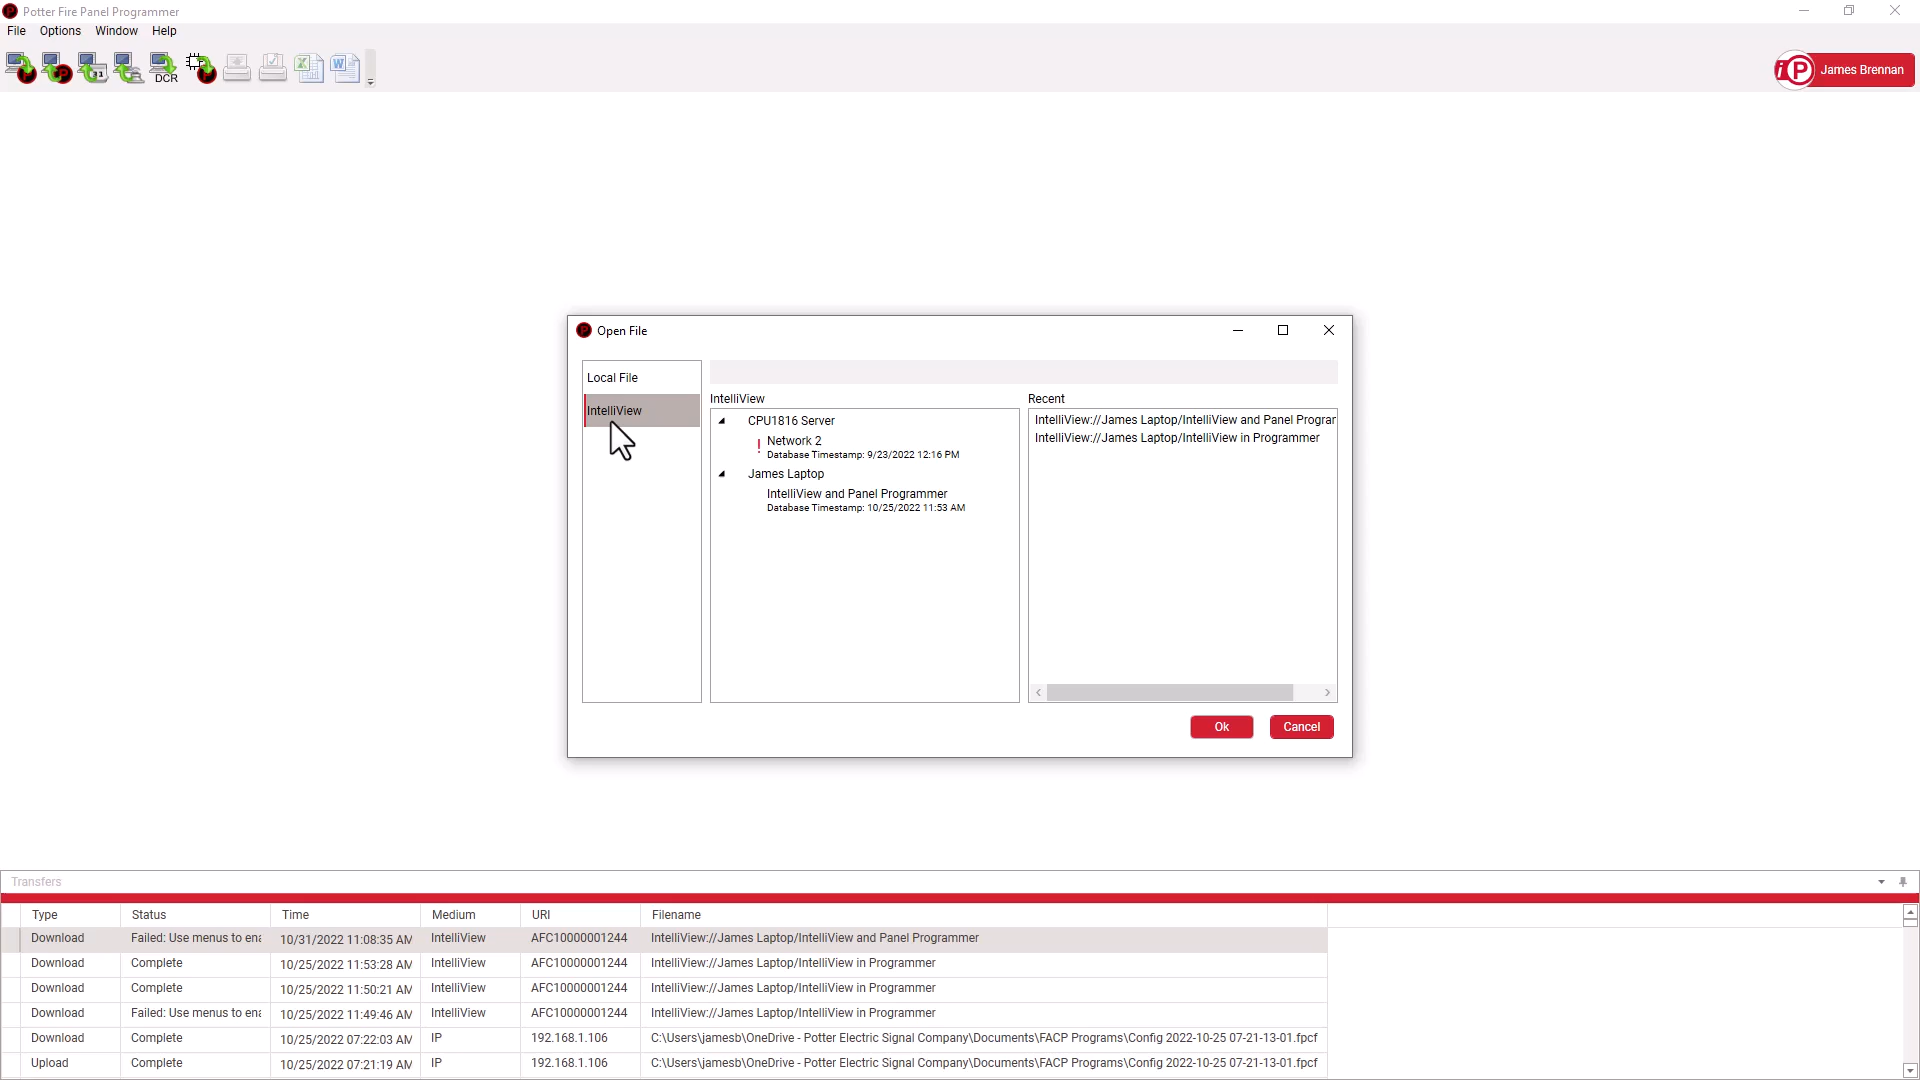 Potter Fire Panel Programmer
File Options Window Help
DCR
31
James Brennan
Open File
Local File
IntelliView
IntelliView
CPU1816 Server
! Network 2
Database Timestamp: 9/23/2022 12:16 PM
James Laptop
IntelliView and Panel Programmer
Database Timestamp: 10/25/2022 11:53 AM
Recent
IntelliView://James Laptop/IntelliView and Panel Prograr
IntelliView://James Laptop/IntelliView in Programmer
Ok Cancel
Transfers
Type Status Time Medium URI Filename
Download Failed: Use menus to ena 10/31/2022 11:08:35 AM IntelliView AFC10000001244 IntelliView://James Laptop/IntelliView and Panel Programmer
Download Complete 10/25/2022 11:53:28 AM IntelliView AFC10000001244 IntelliView://James Laptop/IntelliView in Programmer
Download Complete 10/25/2022 11:50:21 AM IntelliView AFC10000001244 IntelliView://James Laptop/IntelliView in Programmer
Download Failed: Use menus to ena 10/25/2022 11:49:46 AM IntelliView AFC10000001244 IntelliView://James Laptop/IntelliView in Programmer
Download Complete 10/25/2022 07:22:03 AM IP 192.168.1.106 C:\Users\jamesb\OneDrive - Potter Electric Signal Company\Documents\FACP Programs\Config 2022-10-25 07-21-13-01.fpcf
Upload Complete 10/25/2022 07:21:19 AM IP 192.168.1.106 C:\Users\jamesb\OneDrive - Potter Electric Signal Company\Documents\FACP Programs\Config 2022-10-25 07-21-13-01.fpcf